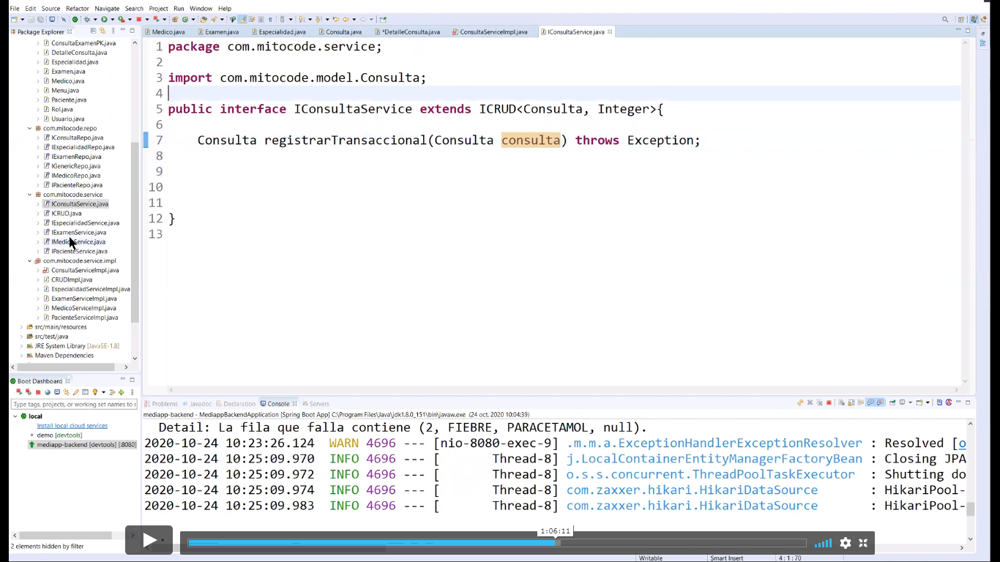 File Edit Source Refactor Navigate Search Project Run Window Help
Package Explorer
ConsultaExamenPK.java
DetalleConsulta.java
Especialidad.java
Examen.java
Medico.java
Menu.java
Paciente.java
Rol.java
Usuario.java
com.mitocode.repo
IConsultaRepo.java
IEspecialidadRepo.java
IExamenRepo.java
IGenericRepo.java
IMedicoRepo.java
IPacienteRepo.java
com.mitocode.service
IConsultaService.java
ICRUD.java
IEspecialidadService.java
IExamenService.java
IMedicoService.java
IPacienteService.java
com.mitocode.service.impl
ConsultaServiceImpl.java
CRUDImpl.java
EspecialidadServiceImpl.java
ExamenServiceImpl.java
MedicoServiceImpl.java
PacienteServiceImpl.java
src/main/resources
src/test/java
JRE System Library [JavaSE-1.8]
Maven Dependencies
Boot Dashboard
Type tags, projects, or working set names to r
local
Install local cloud services
demo [devtools]
mediapp-backend [devtools] [:8080]
2 elements hidden by filter
Medico.java Examen.java Especialidad.java Consulta.java *DetalleConsulta.java ConsultaServiceImpl.java IConsultaService.java
1 package com.mitocode.service;
2
3 import com.mitocode.model.Consulta;
4
5 public interface IConsultaService extends ICRUD<Consulta, Integer>{
6
7 Consulta registrarTransaccional(Consulta consulta) throws Exception;
8
9
10
11
12 }
13
Problems Javadoc Declaration Console Servers
mediapp-backend - MediappBackendApplication [Spring Boot App] C:\Program Files\Java\jdk1.8.0_151\bin\javaw.exe (24 oct. 2020 10:04:39)
Detail: La fila que falla contiene (2, FIEBRE, PARACETAMOL, null).
2020-10-24 10:23:26.124 WARN 4696 --- [nio-8080-exec-9] .m.m.a.ExceptionHandlerExceptionResolver : Resolved [o
2020-10-24 10:25:09.970 INFO 4696 --- [ Thread-8] j.LocalContainerEntityManagerFactoryBean : Closing JPA
2020-10-24 10:25:09.972 INFO 4696 --- [ Thread-8] o.s.s.concurrent.ThreadPoolTaskExecutor : Shutting do
2020-10-24 10:25:09.974 INFO 4696 --- [ Thread-8] com.zaxxer.hikari.HikariDataSource : HikariPool-
2020-10-24 10:25:09.983 INFO 4696 --- [ Thread-8] com.zaxxer.hikari.HikariDataSource : HikariPool-
1:06:11
Writable Smart Insert 4 : 1 : 70